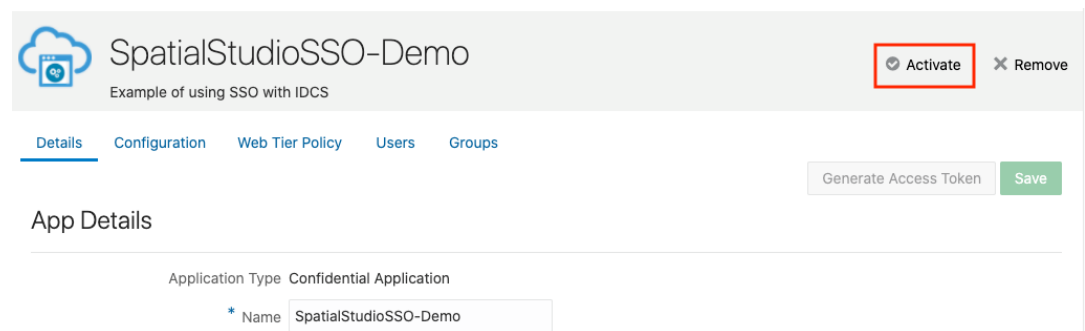 SpatialStudioSSO-Demo
Activate
Remove
Example of using SSO with IDCS
Details Configuration Web Tier Policy Users Groups
Generate Access Token Save
App Details
Application Type Confidential Application
* Name SpatialStudioSSO-Demo